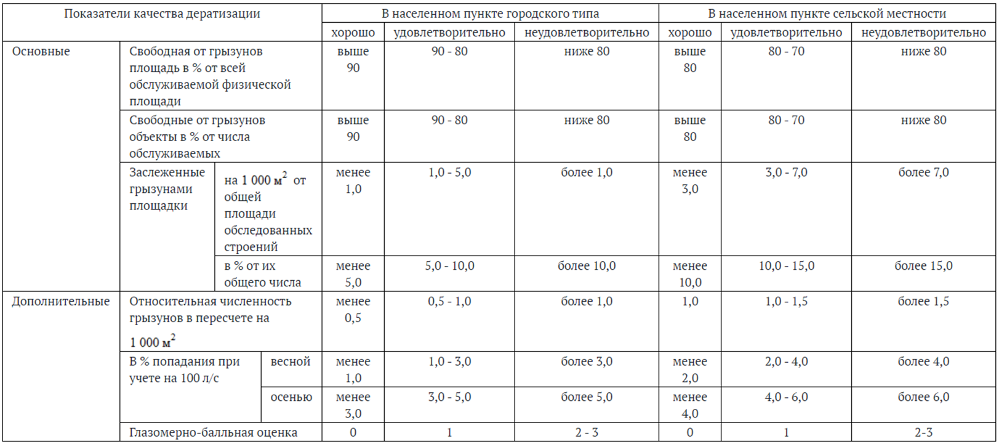 Показатели качества дератизации
В населенном пункте городского типа
В населенном пункте сельской местности
хорошо удовлетворительно неудовлетворительно хорошо удовлетворительно неудовлетворительно
Основные
Свободная от грызунов
площадь в % от всей
обслуживаемой физической
площади
выше
90
90 - 80
ниже 80
выше
80
80 - 70
ниже 80
Свободные от грызунов
объекты в % от числа
обслуживаемых
выше
90
90 - 80
ниже 80
выше
80
80 - 70
ниже 80
Заслеженные
грызунами
площадки
на 1 000 м² от
общей
площади
обследованных
строений
менее
1,0
1,0 - 5,0
более 1,0
менее
3,0
3,0 - 7,0
более 7,0
в % от их
общего числа
менее
5,0
5,0 - 10,0
более 10,0
менее
10,0
10,0 - 15,0
более 15,0
Дополнительные
Относительная численность
грызунов в пересчете на
1 000 м²
менее
0,5
0,5 - 1,0
более 1,0
1,0
1,0 - 1,5
более 1,5
В % попадания при
учете на 100 л/с
весной
менее
1,0
1,0 - 3,0
более 3,0
менее
2,0
2,0 - 4,0
более 4,0
осенью
менее
3,0
3,0 - 5,0
более 5,0
менее
4,0
4,0 - 6,0
более 6,0
Глазомерно-балльная оценка
0
1
2 - 3
0
1
2-3